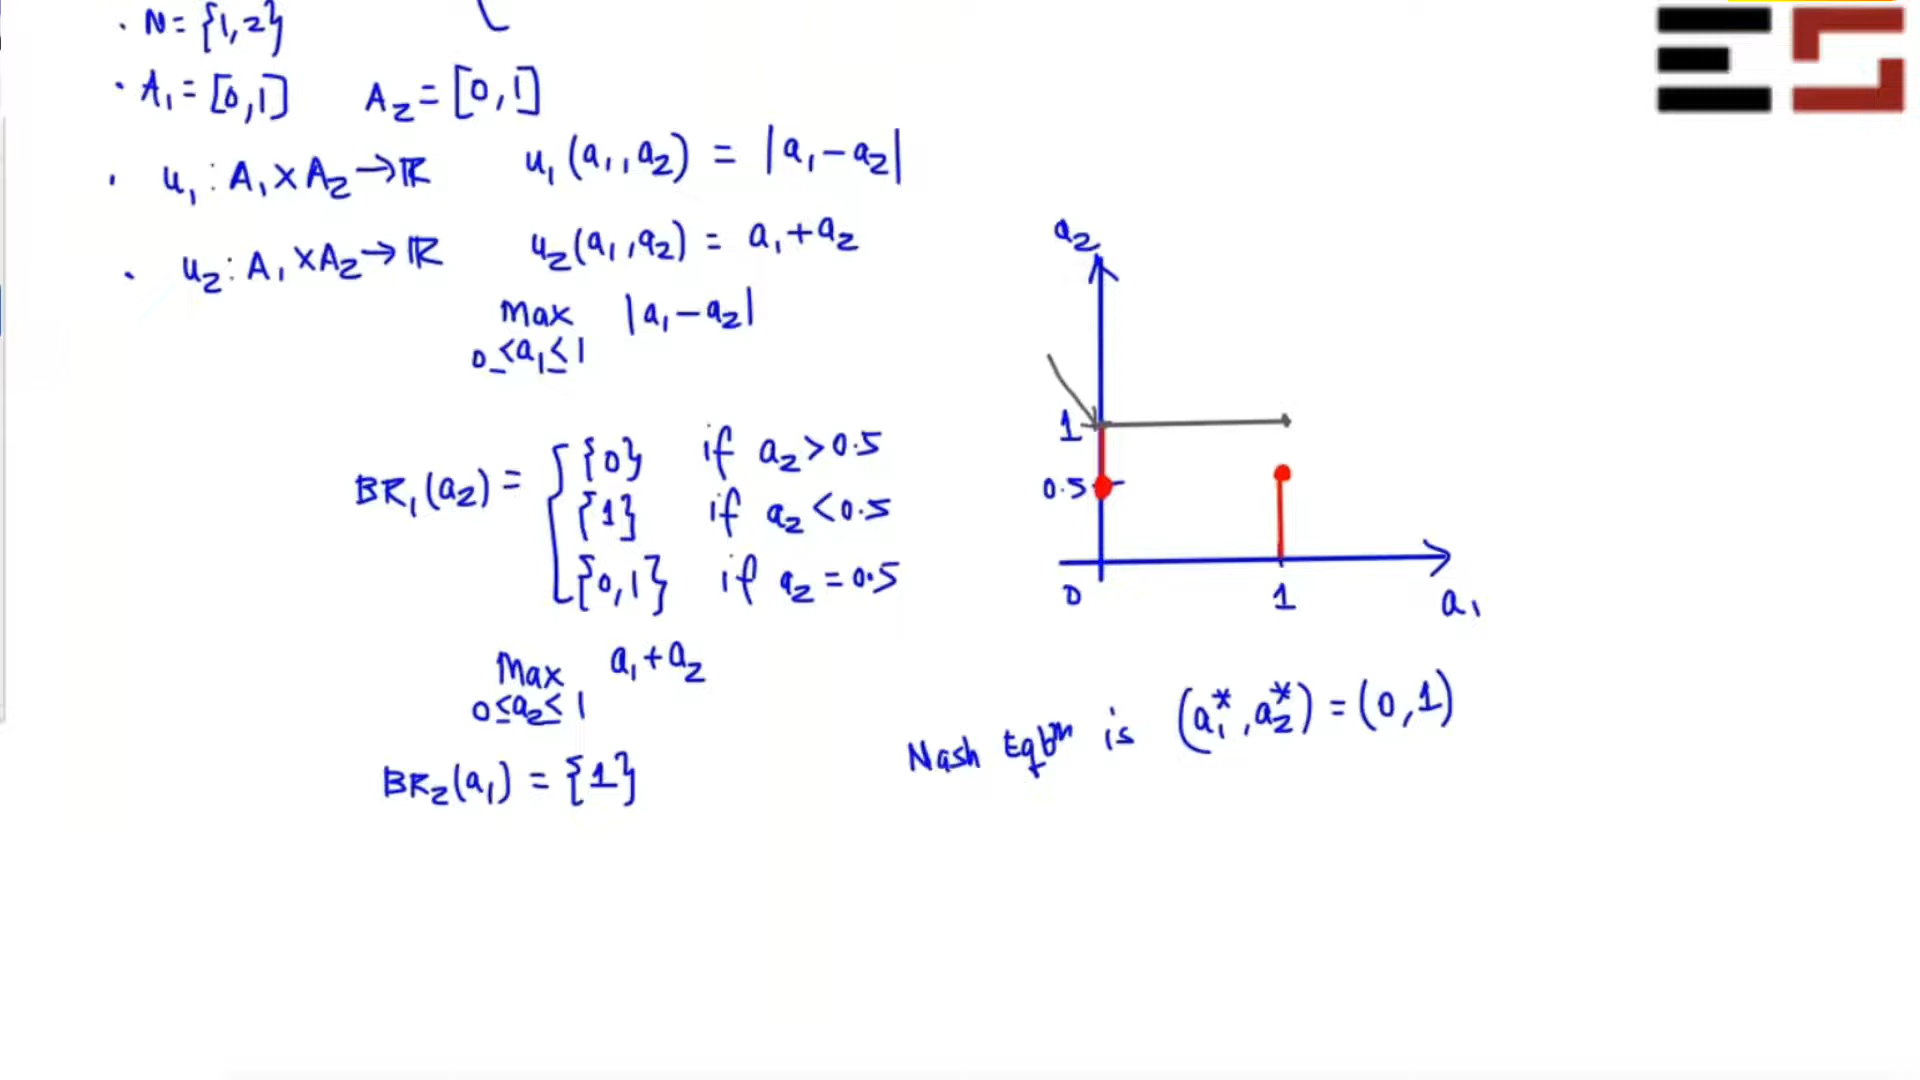 · N = {1,2}
· A₁ = [0,1] A₂ = [0,1]
· u₁ : A₁ × A₂ → ℝ u₁(a₁,a₂) = |a₁ - a₂|
· u₂ : A₁ × A₂ → ℝ u₂(a₁,a₂) = a₁ + a₂
Max |a₁ - a₂|
0 ≤ a₁ ≤ 1
BR₁(a₂) =
{0} if a₂ > 0.5
{1} if a₂ < 0.5
{0,1} if a₂ = 0.5
Max a₁ + a₂
0 ≤ a₂ ≤ 1
BR₂(a₁) = {1}
a₂
1
0.5
0 1 a₁
Nash Eqbm is (a₁*, a₂*) = (0,1)
ES